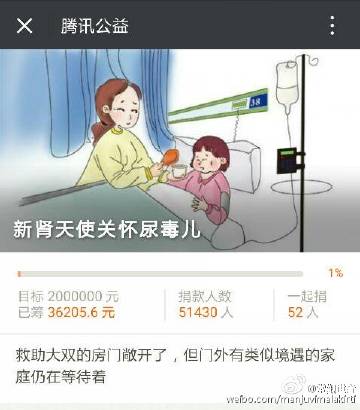 腾讯公益
38
新肾天使关怀尿毒儿
1%
目标 2000000 元
捐款人数
一起捐
已筹 36205.6 元
51430 人
52 人
救助大双的房门敞开了，但门外有类似境遇的家
庭仍在等待着